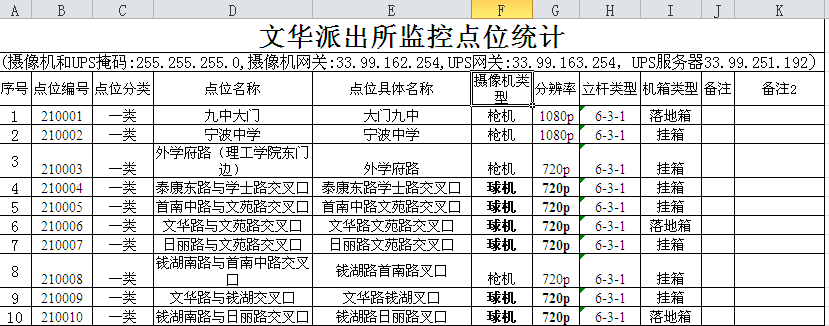 A B C D E F G H I J K
文华派出所监控点位统计
(摄像机和UPS掩码:255.255.255.0,摄像机网关:33.99.162.254,UPS网关:33.99.163.254，UPS服务器33.99.251.192)
序号 点位编号 点位分类 点位名称 点位具体名称 摄像机类型 分辨率 立杆类型 机箱类型 备注 备注2
1 210001 一类 九中大门 大门九中 枪机 1080p 6-3-1 落地箱
2 210002 一类 宁波中学 宁波中学 枪机 1080p 6-3-1 挂箱
3 210003 一类 外学府路（理工学院东门边） 外学府路 枪机 720p 6-3-1 挂箱
4 210004 一类 泰康东路与学士路交叉口 泰康东路学士路交叉口 球机 720p 6-3-1 挂箱
5 210005 一类 首南中路与文苑路交叉口 首南中路文苑路交叉口 球机 720p 6-3-1 挂箱
6 210006 一类 文华路与文苑路交叉口 文华路文苑路交叉口 球机 720p 6-3-1 落地箱
7 210007 一类 日丽路与文苑路交叉口 日丽路文苑路交叉口 球机 720p 6-3-1 挂箱
8 210008 一类 钱湖南路与首南中路交叉口 钱湖路首南路叉口 枪机 720p 6-3-1 挂箱
9 210009 一类 文华路与钱湖交叉口 文华路钱湖叉口 球机 720p 6-3-1 挂箱
10 210010 一类 钱湖南路与日丽路交叉口 钱湖路日丽路叉口 球机 720p 6-3-1 落地箱